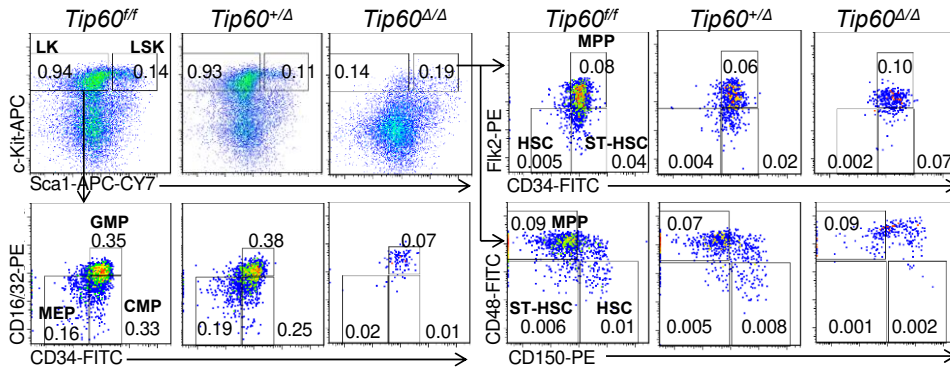 Tip60f/f Tip60+/Δ Tip60Δ/Δ Tip60f/f Tip60+/Δ Tip60Δ/Δ
LK LSK
0.94 0.14 0.93 0.11 0.14 0.19
c-Kit-APC
Sca1-APC-CY7
MPP
0.08 0.06 0.10
Flk2-PE
HSC ST-HSC
0.005 0.04 0.004 0.02 0.002 0.07
CD34-FITC
GMP
0.35 0.38 0.07
CD16/32-PE
MEP CMP
0.16 0.33 0.19 0.25 0.02 0.01
CD34-FITC
0.09 MPP 0.07 0.09
CD48-FITC
ST-HSC HSC
0.006 0.01 0.005 0.008 0.001 0.002
CD150-PE